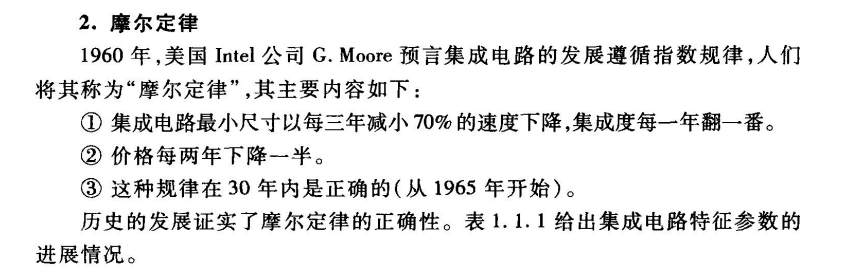 2. 摩尔定律
1960 年,美国 Intel 公司 G. Moore 预言集成电路的发展遵循指数规律,人们
将其称为“摩尔定律”,其主要内容如下:
① 集成电路最小尺寸以每三年减小 70% 的速度下降,集成度每一年翻一番。
② 价格每两年下降一半。
③ 这种规律在 30 年内是正确的(从 1965 年开始)。
历史的发展证实了摩尔定律的正确性。表 1. 1. 1 给出集成电路特征参数的
进展情况。